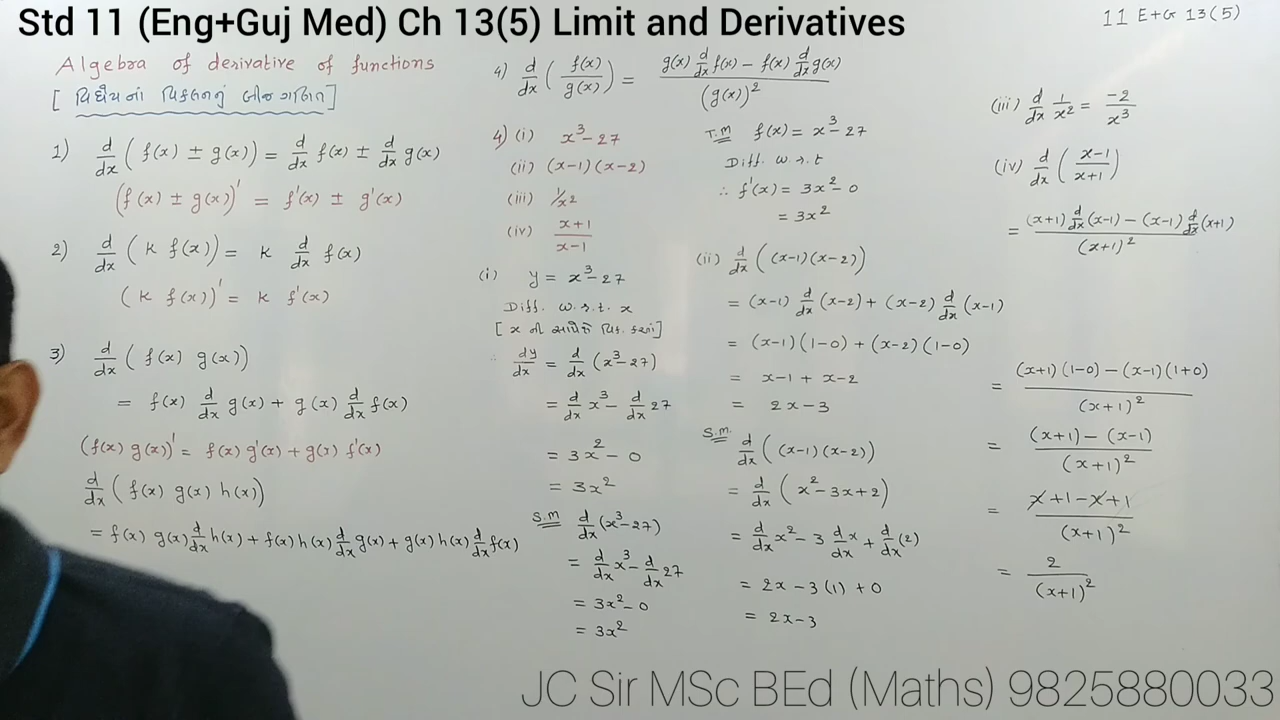 Std 11 (Eng+Guj Med) Ch 13(5) Limit and Derivatives
11 E+G 13(5)
Algebra of derivative of functions
[ વિધેયનાં વિકલનનું બીજ ગણિત ]
1) d/dx ( f(x) ± g(x) ) = d/dx f(x) ± d/dx g(x)
(f(x) ± g(x))' = f'(x) ± g'(x)
2) d/dx ( K f(x) ) = K d/dx f(x)
( K f(x) )' = K f'(x)
3) d/dx ( f(x) g(x) )
= f(x) d/dx g(x) + g(x) d/dx f(x)
(f(x) g(x))' = f(x) g'(x) + g(x) f'(x)
d/dx ( f(x) g(x) h(x) )
= f(x) g(x) d/dx h(x) + f(x) h(x) d/dx g(x) + g(x) h(x) d/dx f(x)
4) d/dx ( f(x)/g(x) ) = (g(x) d/dx f(x) - f(x) d/dx g(x)) / (g(x))²
4) (i) x³-27
(ii) (x-1)(x-2)
(iii) 1/x²
(iv) (x+1)/(x-1)
(i) y = x³-27
Diff. w.r.t. x
[ x ની સાપેક્ષે વિક. કરતાં ]
∴ dy/dx = d/dx (x³-27)
= d/dx x³ - d/dx 27
= 3x² - 0
= 3x²
S.M d/dx (x³-27)
= d/dx x³ - d/dx 27
= 3x²-0
= 3x²
T.M f(x) = x³-27
Diff w.r.t
∴ f'(x) = 3x²-0
= 3x²
(ii) d/dx ((x-1)(x-2))
= (x-1) d/dx (x-2) + (x-2) d/dx (x-1)
= (x-1)(1-0) + (x-2)(1-0)
= x-1 + x-2
= 2x-3
S.M. d/dx ((x-1)(x-2))
= d/dx (x²-3x+2)
= d/dx x² - 3 d/dx x + d/dx (2)
= 2x - 3(1) + 0
= 2x-3
(iii) d/dx 1/x² = -2/x³
(iv) d/dx ( (x-1)/(x+1) )
= ((x+1) d/dx (x-1) - (x-1) d/dx (x+1)) / (x+1)²
= ((x+1)(1-0) - (x-1)(1+0)) / (x+1)²
= ((x+1) - (x-1)) / (x+1)²
= (x+1-x+1) / (x+1)²
= 2 / (x+1)²
JC Sir MSc BEd (Maths) 9825880033